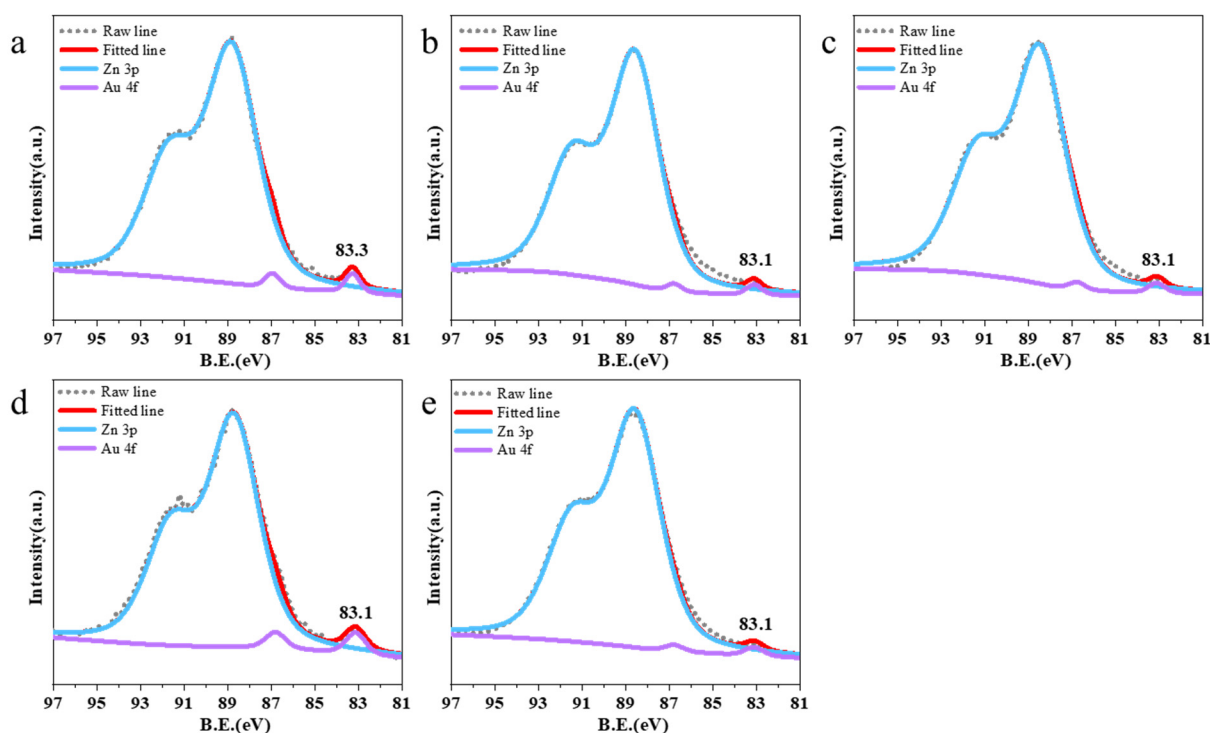 a
Raw line
Fitted line
Zn 3p
Au 4f
83.3
Intensity(a.u.)
97 95 93 91 89 87 85 83 81
B.E.(eV)
b
Raw line
Fitted line
Zn 3p
Au 4f
83.1
Intensity(a.u.)
97 95 93 91 89 87 85 83 81
B.E.(eV)
c
Raw line
Fitted line
Zn 3p
Au 4f
83.1
Intensity(a.u.)
97 95 93 91 89 87 85 83 81
B.E.(eV)
d
Raw line
Fitted line
Zn 3p
Au 4f
83.1
Intensity(a.u.)
97 95 93 91 89 87 85 83 81
B.E.(eV)
e
Raw line
Fitted line
Zn 3p
Au 4f
83.1
Intensity(a.u.)
97 95 93 91 89 87 85 83 81
B.E.(eV)